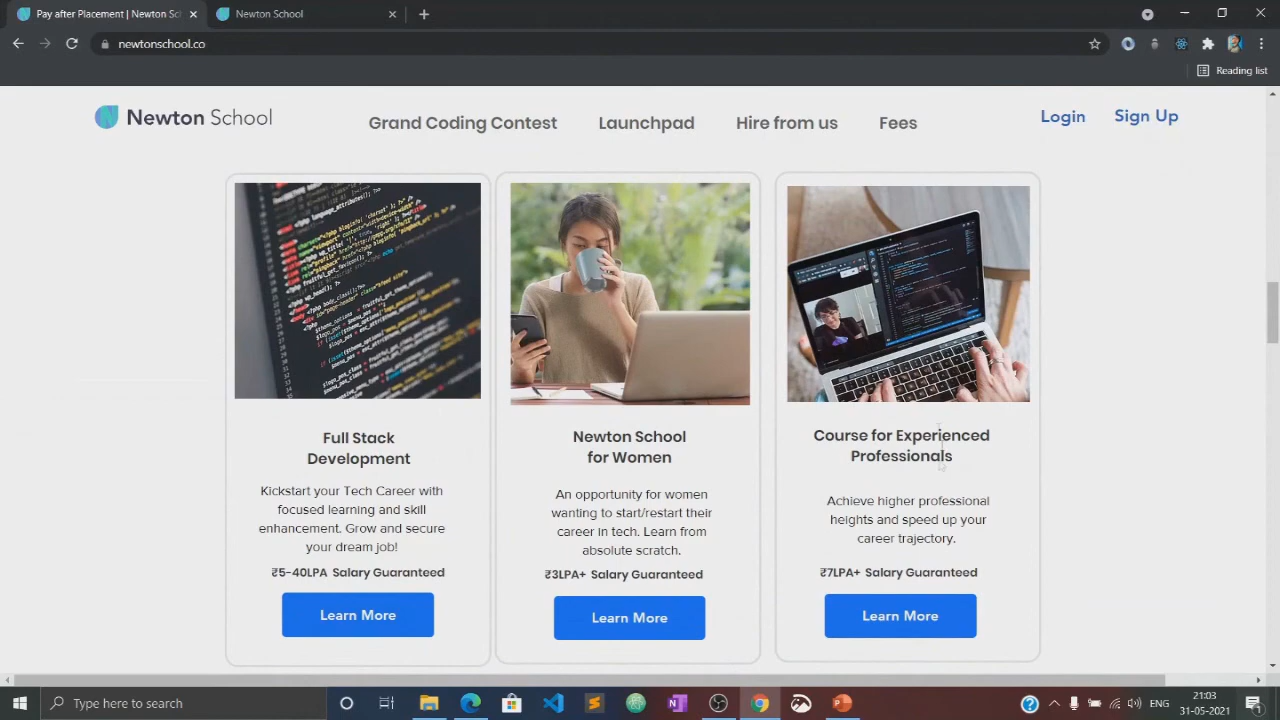 Pay after Placement | Newton Sc
Newton School
newtonschool.co
Reading list
Newton School
Grand Coding Contest
Launchpad
Hire from us
Fees
Login
Sign Up
Full Stack
Development
Kickstart your Tech Career with
focused learning and skill
enhancement. Grow and secure
your dream job!
₹5-40LPA Salary Guaranteed
Learn More
Newton School
for Women
An opportunity for women
wanting to start/restart their
career in tech. Learn from
absolute scratch.
₹3LPA+ Salary Guaranteed
Learn More
Course for Experienced
Professionals
Achieve higher professional
heights and speed up your
career trajectory.
₹7LPA+ Salary Guaranteed
Learn More
Type here to search
ENG
21:03
31-05-2021